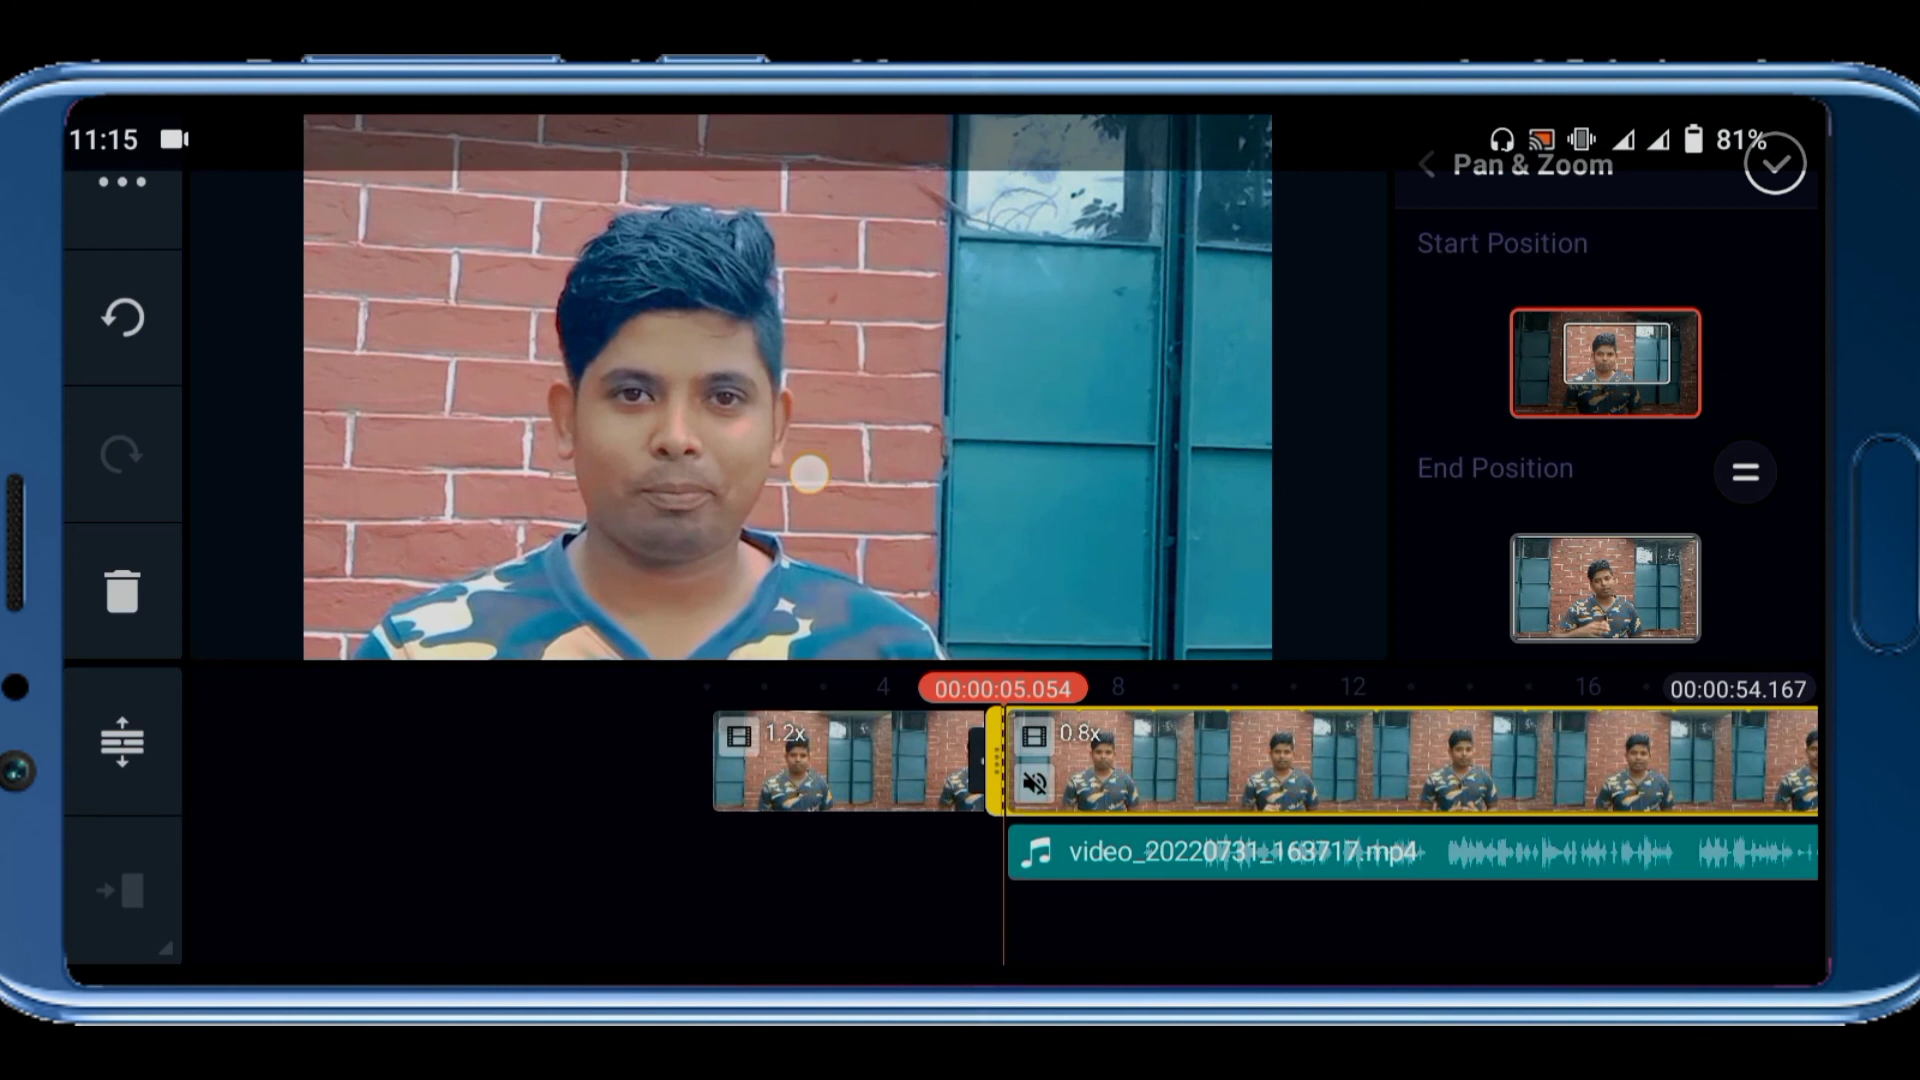 11:15
81%
Pan & Zoom
Start Position
End Position
4
00:00:05.054
8
12
16
00:00:54.167
1.2x
0.8x
video_20220731_163717.mp4